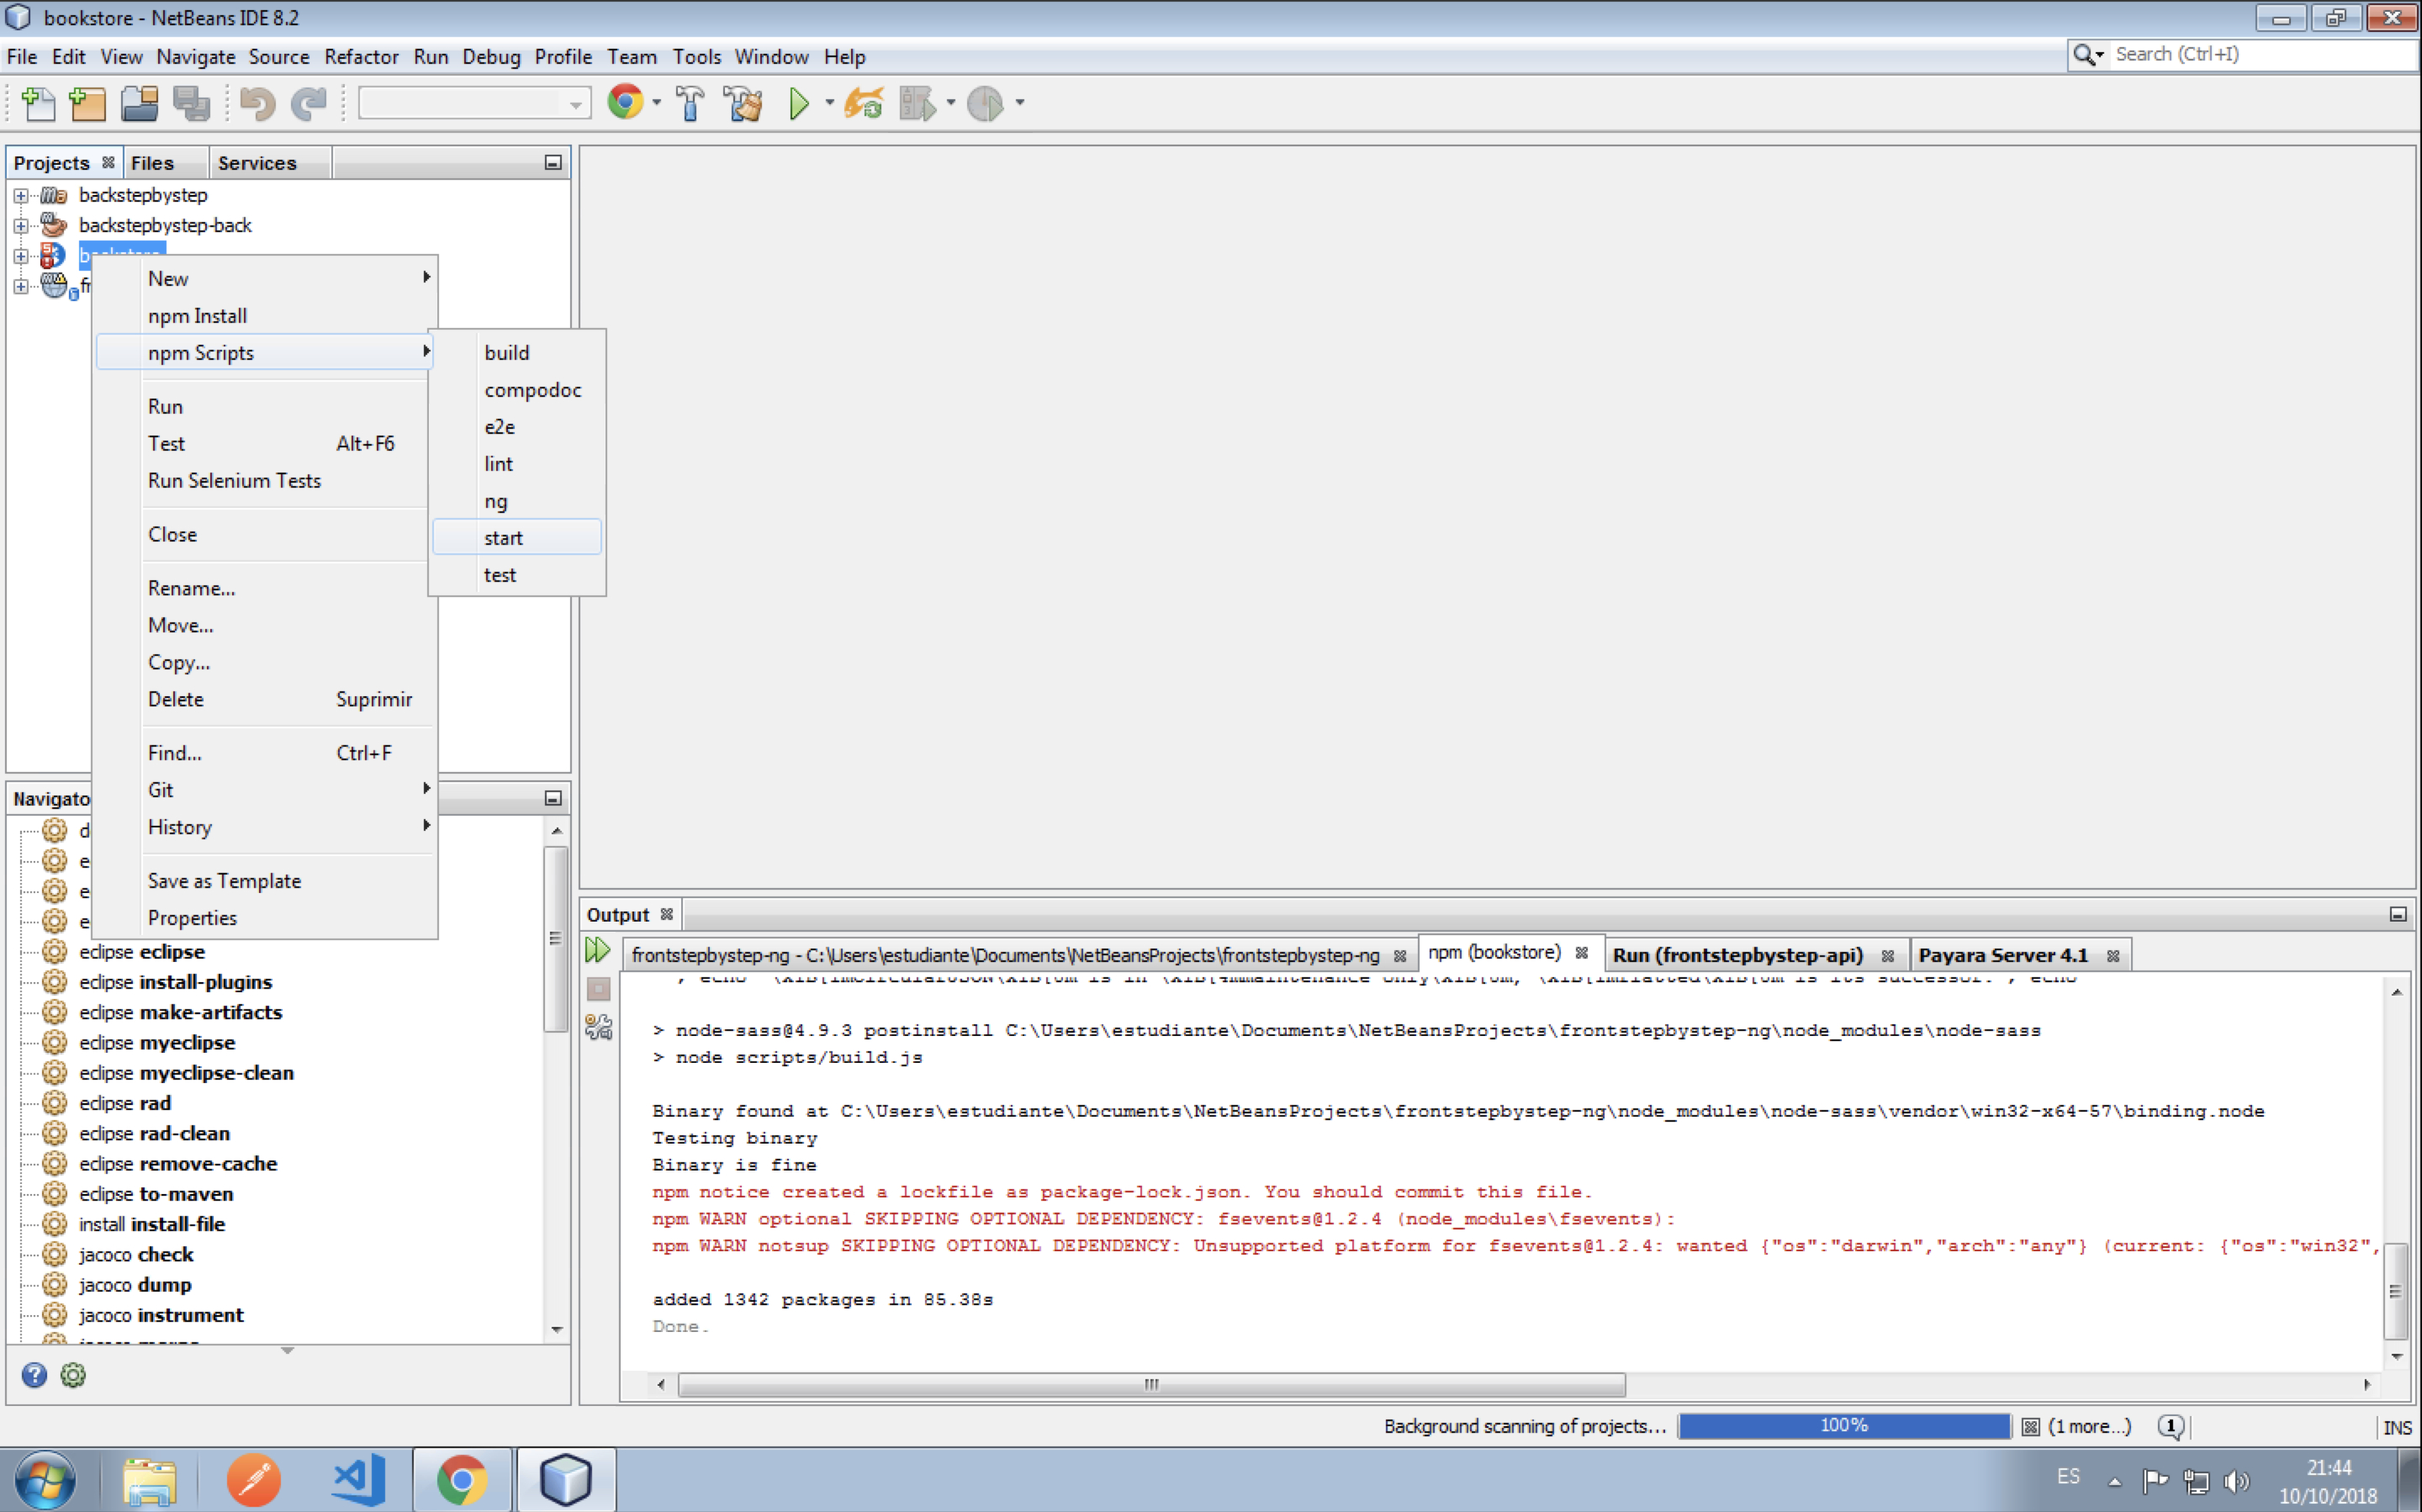 bookstore - NetBeans IDE 8.2
File Edit View Navigate Source Refactor Run Debug Profile Team Tools Window Help
Search (Ctrl+I)
Projects Files Services
backstepbystep
backstepbystep-back
New
npm Install
npm Scripts
Run
Test Alt+F6
Run Selenium Tests
Close
Rename...
Move...
Copy...
Delete Suprimir
Find... Ctrl+F
Git
History
Save as Template
Properties
build
compodoc
e2e
lint
ng
start
test
eclipse eclipse
eclipse install-plugins
eclipse make-artifacts
eclipse myeclipse
eclipse myeclipse-clean
eclipse rad
eclipse rad-clean
eclipse remove-cache
eclipse to-maven
install install-file
jacoco check
jacoco dump
jacoco instrument
Output
frontstepbystep-ng - C:\Users\estudiante\Documents\NetBeansProjects\frontstepbystep-ng
npm (bookstore)
Run (frontstepbystep-api)
Payara Server 4.1
> node-sass@4.9.3 postinstall C:\Users\estudiante\Documents\NetBeansProjects\frontstepbystep-ng\node_modules\node-sass
> node scripts/build.js
Binary found at C:\Users\estudiante\Documents\NetBeansProjects\frontstepbystep-ng\node_modules\node-sass\vendor\win32-x64-57\binding.node
Testing binary
Binary is fine
npm notice created a lockfile as package-lock.json. You should commit this file.
npm WARN optional SKIPPING OPTIONAL DEPENDENCY: fsevents@1.2.4 (node_modules\fsevents):
npm WARN notsup SKIPPING OPTIONAL DEPENDENCY: Unsupported platform for fsevents@1.2.4: wanted {"os":"darwin","arch":"any"} (current: {"os":"win32",
added 1342 packages in 85.38s
Done.
Background scanning of projects... 100% (1 more...) 1 INS
ES
21:44
10/10/2018